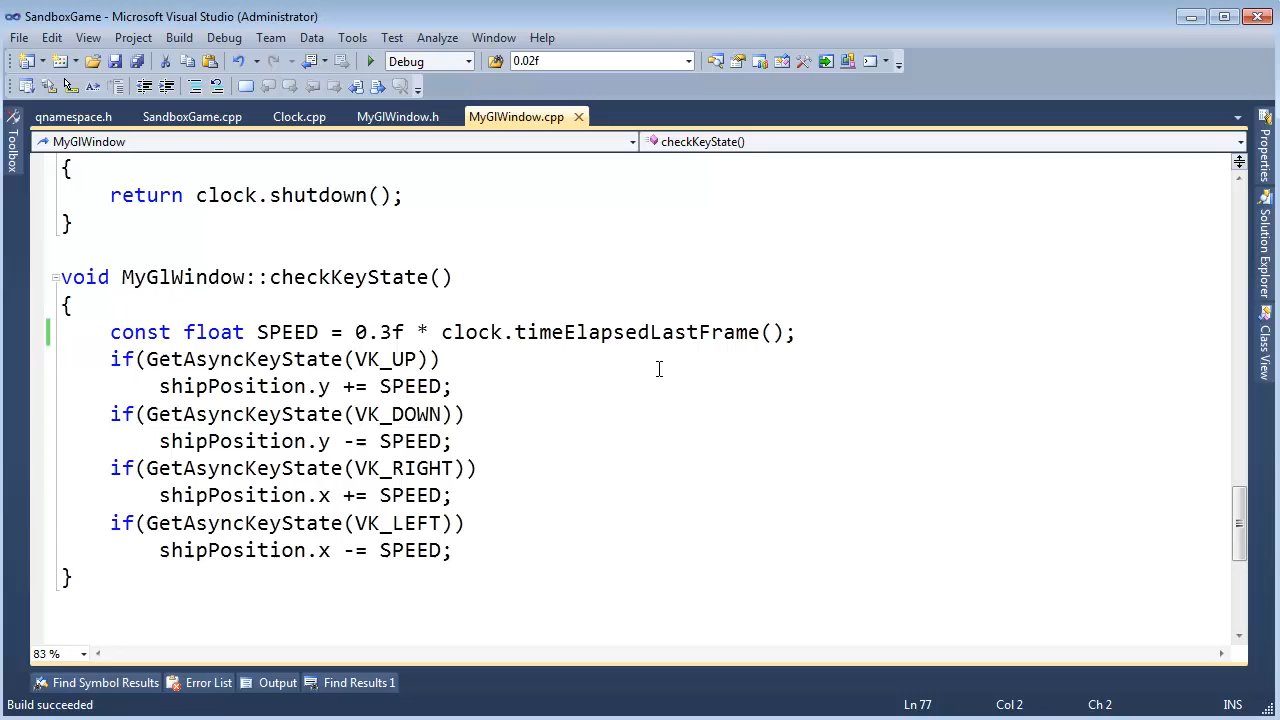 SandboxGame - Microsoft Visual Studio (Administrator)
File Edit View Project Build Debug Team Data Tools Test Analyze Window Help
Debug 0.02f
qnamespace.h SandboxGame.cpp Clock.cpp MyGlWindow.h MyGlWindow.cpp
MyGlWindow checkKeyState()
Toolbox
Properties
Solution Explorer
Class View
{
return clock.shutdown();
}
void MyGlWindow::checkKeyState()
{
const float SPEED = 0.3f * clock.timeElapsedLastFrame();
if(GetAsyncKeyState(VK_UP))
shipPosition.y += SPEED;
if(GetAsyncKeyState(VK_DOWN))
shipPosition.y -= SPEED;
if(GetAsyncKeyState(VK_RIGHT))
shipPosition.x += SPEED;
if(GetAsyncKeyState(VK_LEFT))
shipPosition.x -= SPEED;
}
83 %
Find Symbol Results Error List Output Find Results 1
Build succeeded Ln 77 Col 2 Ch 2 INS